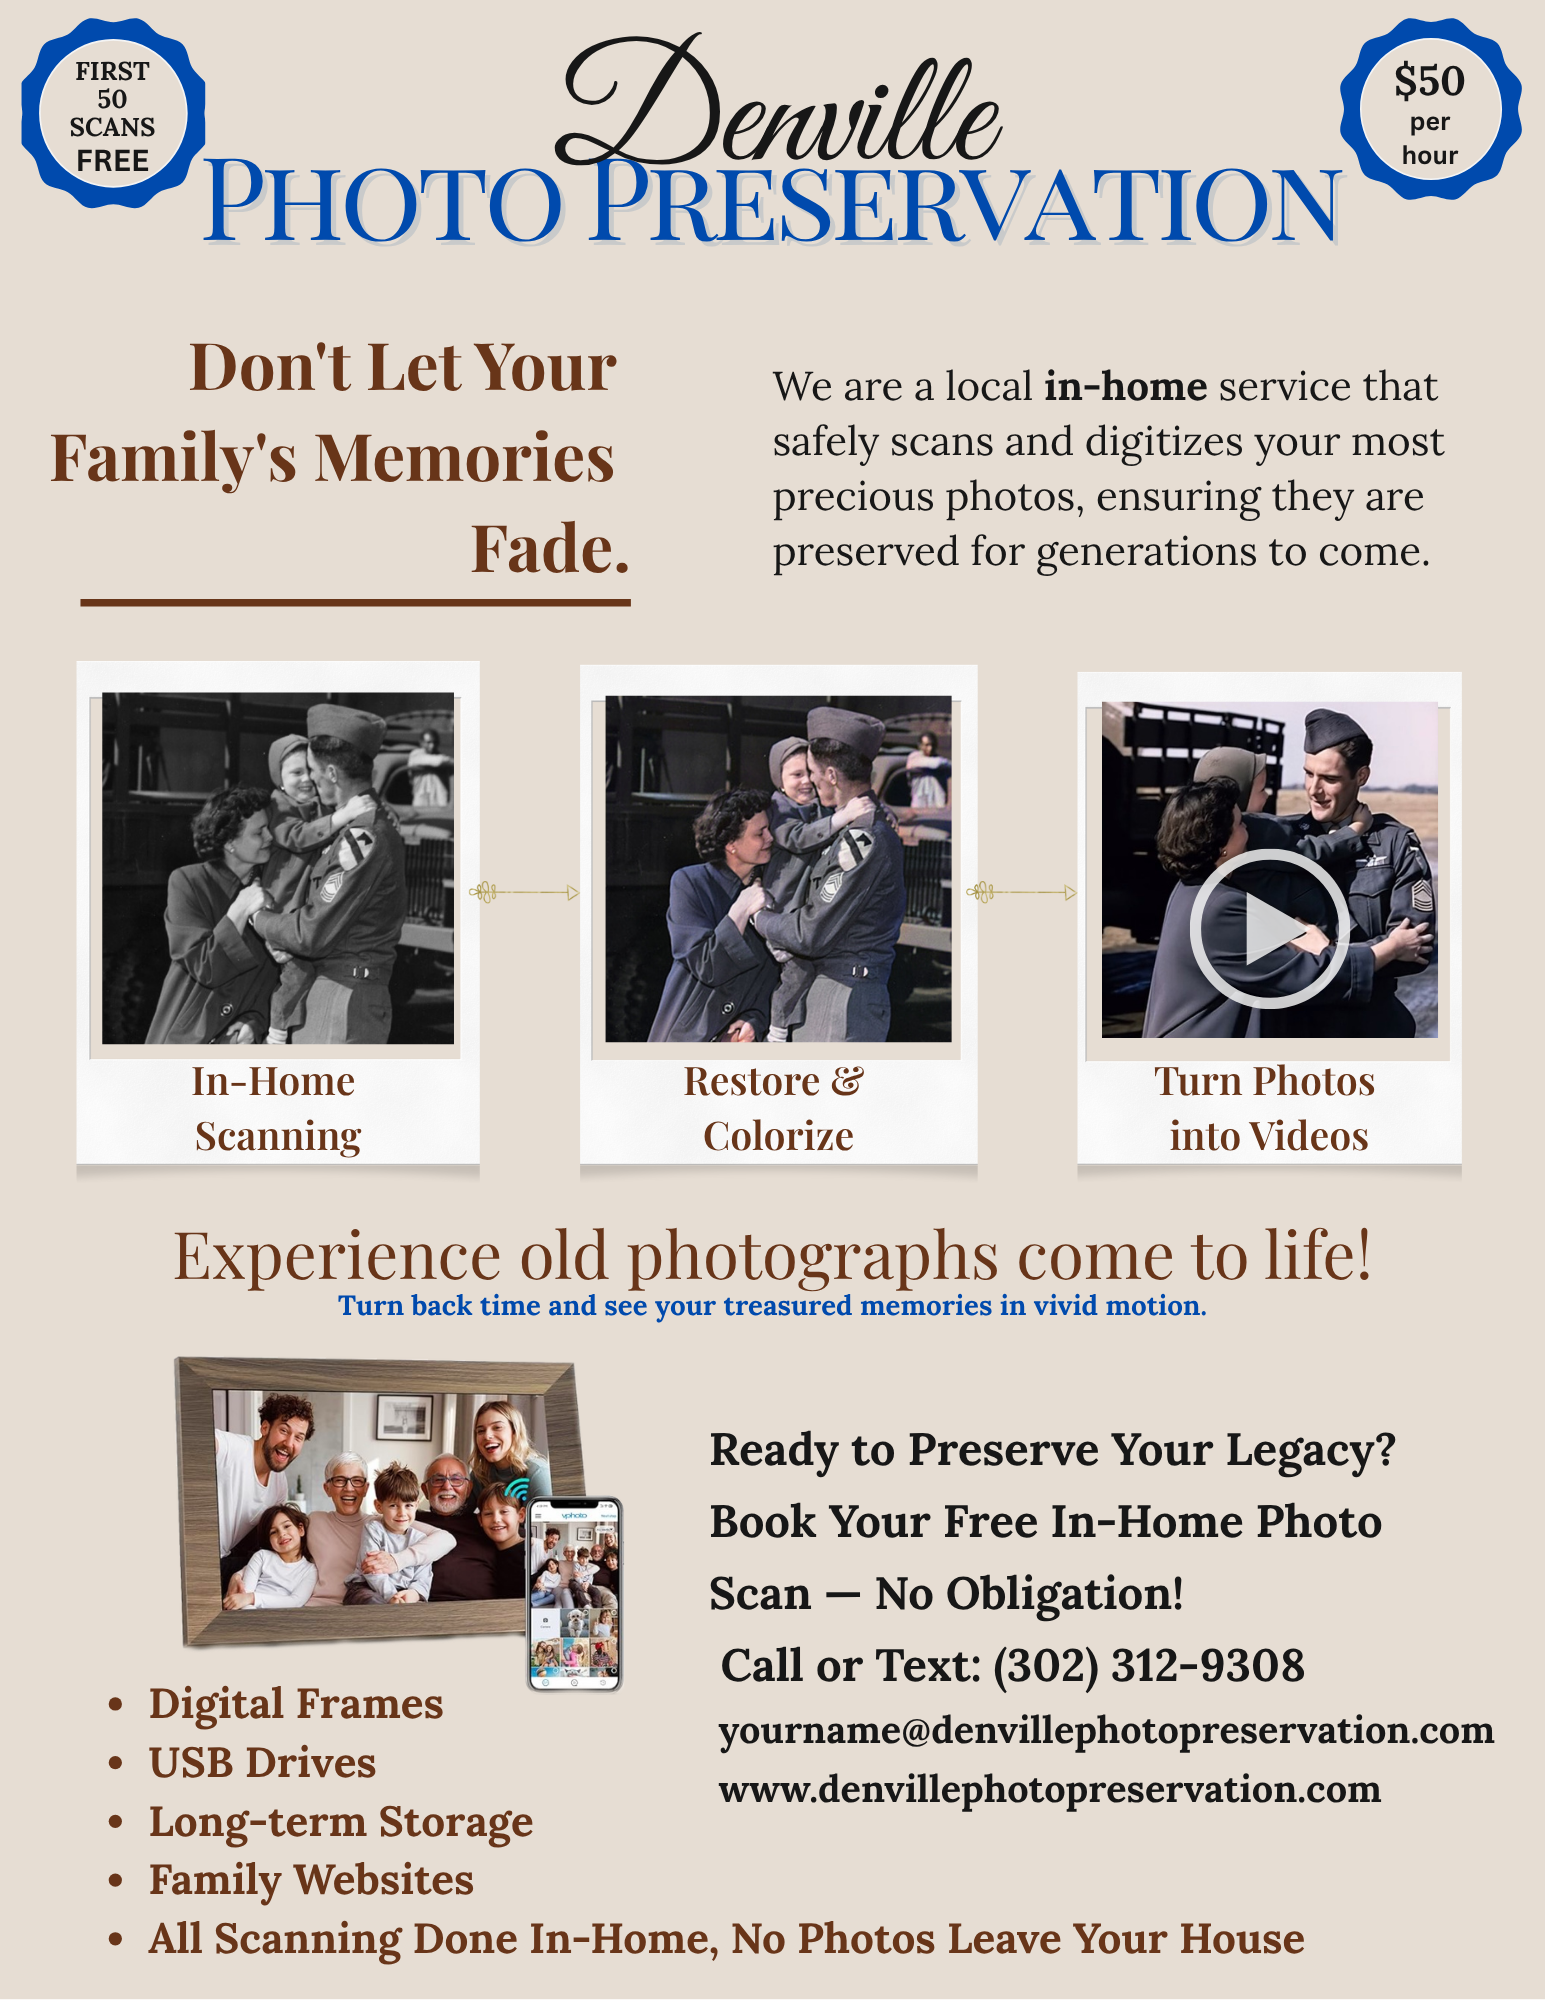 FIRST
50
SCANS
FREE
$50
per
hour
Denville
PHOTO PRESERVATION
Don't Let Your
Family's Memories
Fade.
We are a local in-home service that
safely scans and digitizes your most
precious photos, ensuring they are
preserved for generations to come.
In-Home
Scanning
Restore &
Colorize
Turn Photos
into Videos
Experience old photographs come to life!
Turn back time and see your treasured memories in vivid motion.
vphoto
Ready to Preserve Your Legacy?
Book Your Free In-Home Photo
Scan — No Obligation!
Call or Text: (302) 312-9308
yourname@denvillephotopreservation.com
www.denvillephotopreservation.com
• Digital Frames
• USB Drives
• Long-term Storage
• Family Websites
• All Scanning Done In-Home, No Photos Leave Your House